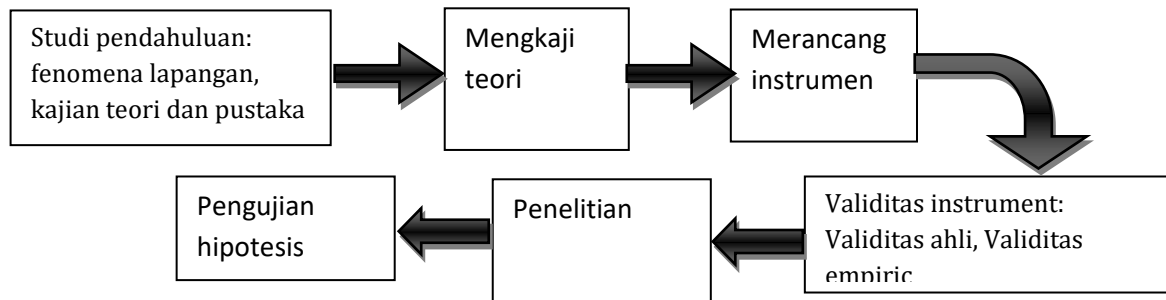 Studi pendahuluan:
fenomena lapangan,
kajian teori dan pustaka
Mengkaji
teori
Merancang
instrumen
Validitas instrument:
Validitas ahli, Validitas
empiric
Penelitian
Pengujian
hipotesis